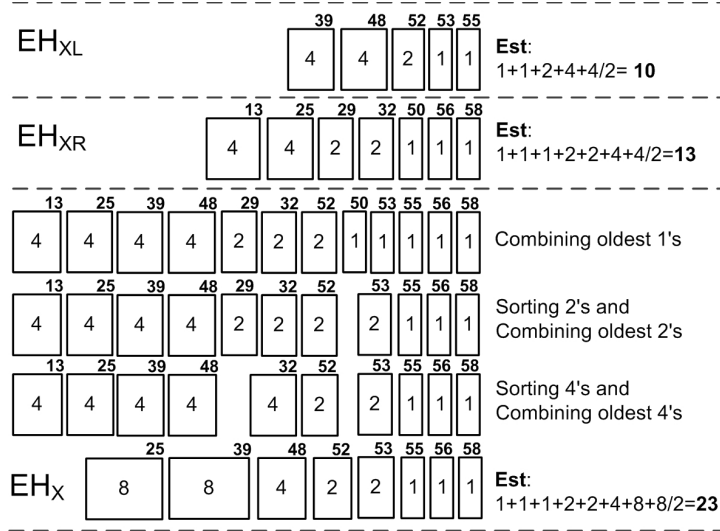 39 48 52 53 55
EH_XL 4 4 2 1 1 Est:
1+1+2+4+4/2= 10
13 25 29 32 50 56 58
EH_XR 4 4 2 2 1 1 1 Est:
1+1+1+2+2+4+4/2=13
13 25 39 48 29 32 52 50 53 55 56 58
4 4 4 4 2 2 2 1 1 1 1 1 Combining oldest 1's
13 25 39 48 29 32 52 53 55 56 58
4 4 4 4 2 2 2 2 1 1 1 Sorting 2's and
Combining oldest 2's
13 25 39 48 32 52 53 55 56 58
4 4 4 4 4 2 2 1 1 1 Sorting 4's and
Combining oldest 4's
25 39 48 52 53 55 56 58
EH_X 8 8 4 2 2 1 1 1 Est:
1+1+1+2+2+4+8+8/2=23